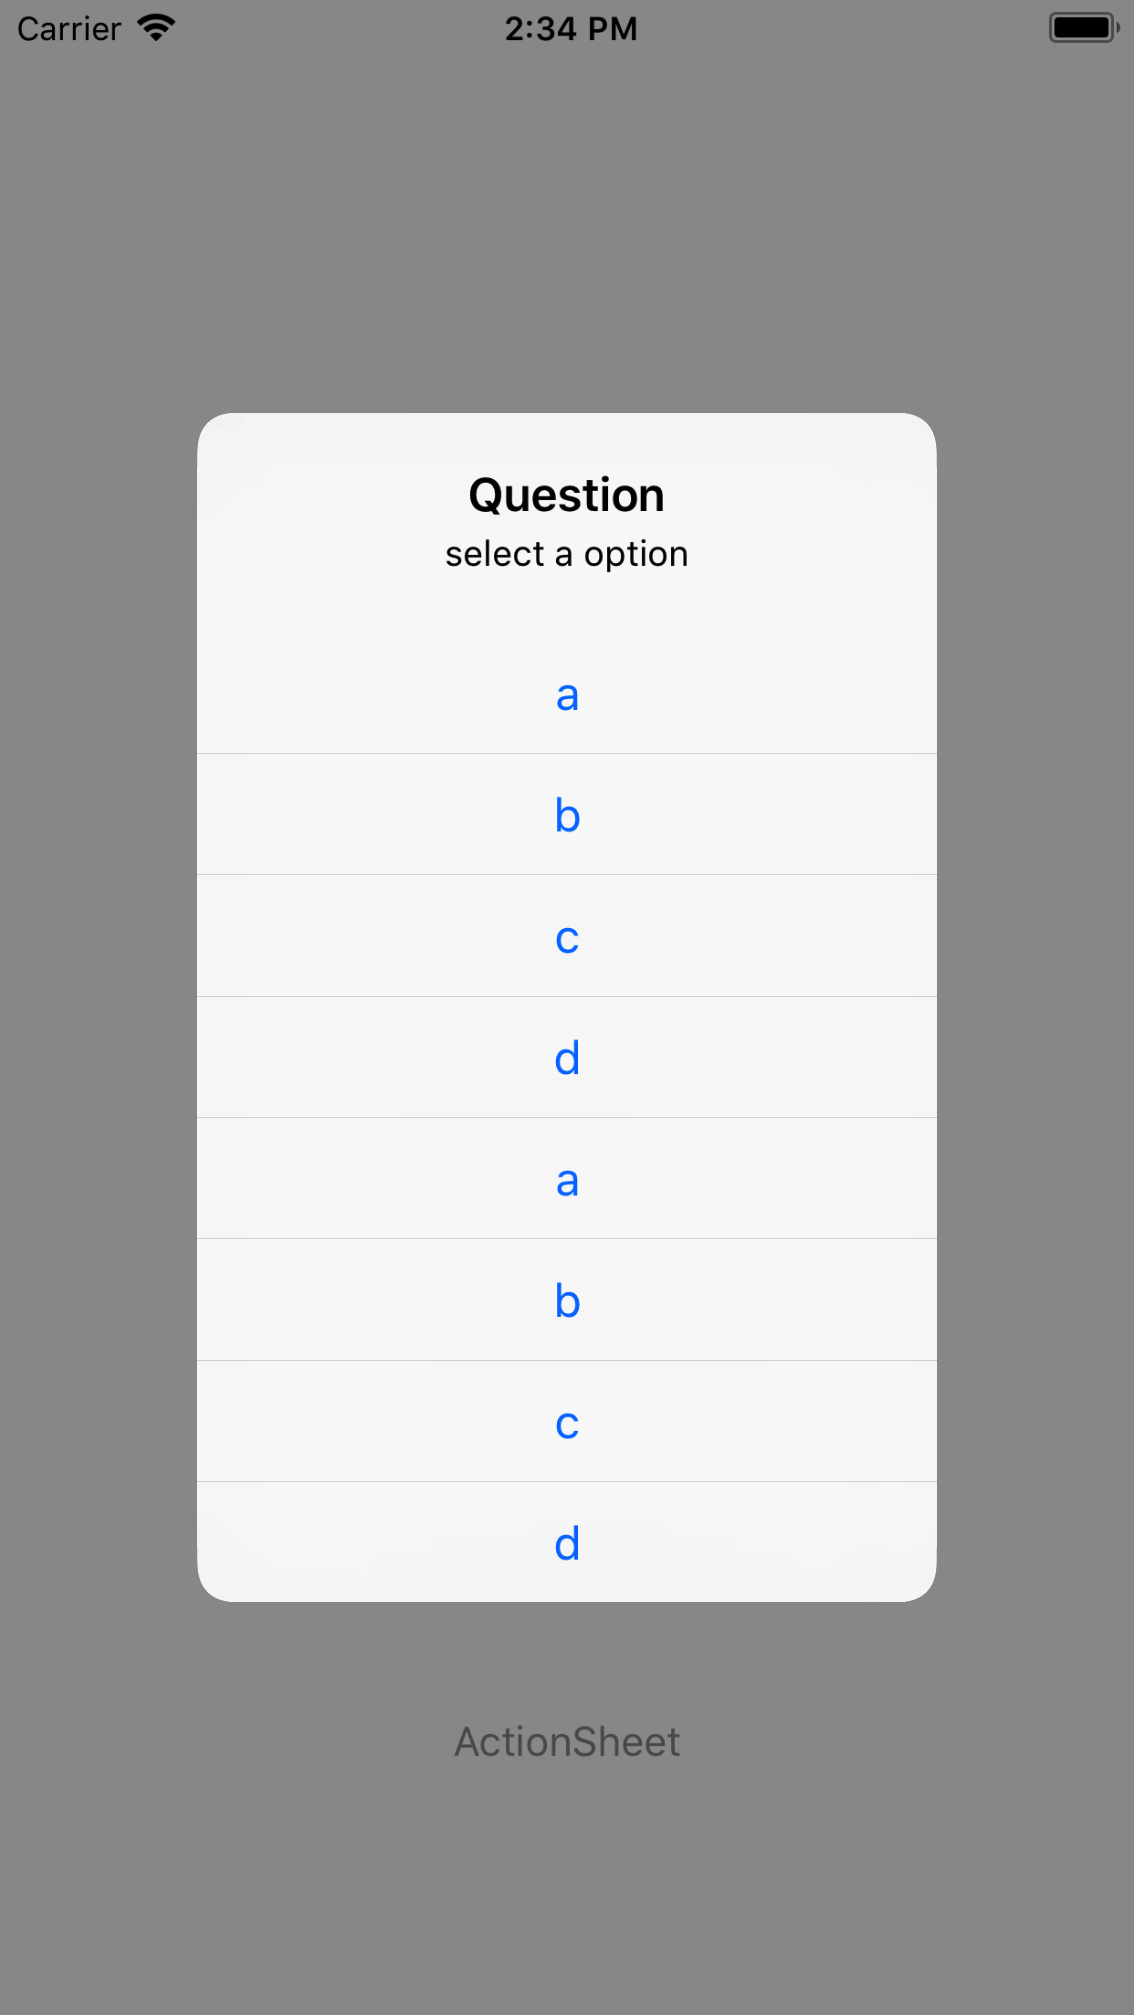 Carrier 2:34 PM
Question
select a option
a
b
c
d
a
b
c
d
ActionSheet